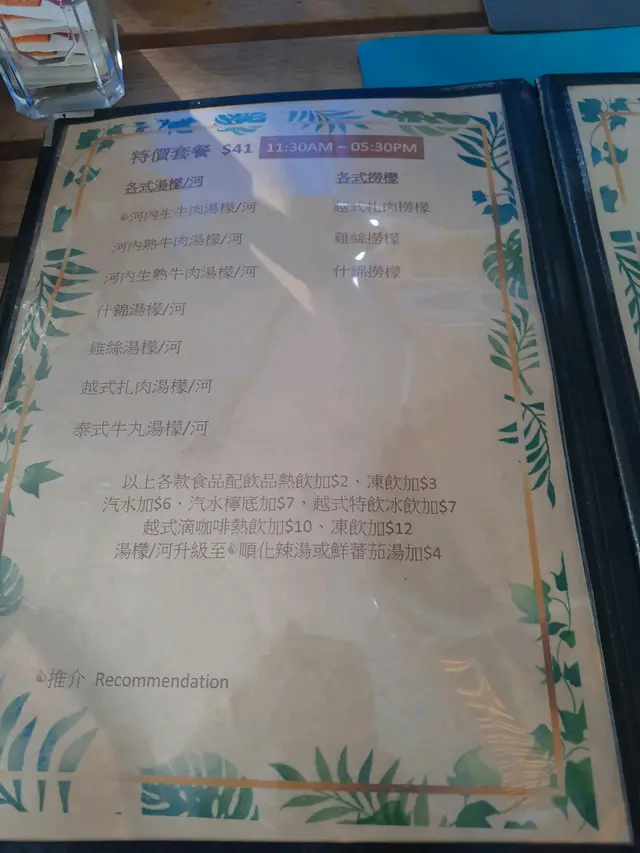 特價套餐 $41 11:30AM – 05:30PM
各式湯檬/河 各式撈檬
河內生牛肉湯檬/河 越式扎肉撈檬
河內熟牛肉湯檬/河 雞絲撈檬
河內生熟牛肉湯檬/河 什錦撈檬
什錦湯檬/河
雞絲湯檬/河
越式扎肉湯檬/河
泰式牛丸湯檬/河
以上各款食品配飲品熱飲加$2、凍飲加$3
汽水加$6、汽水檸底加$7，越式特飲冰飲加$7
越式滴咖啡熱飲加$10、凍飲加$12
湯檬/河升級至👍順化辣湯或鮮蕃茄湯加$4
👍推介 Recommendation